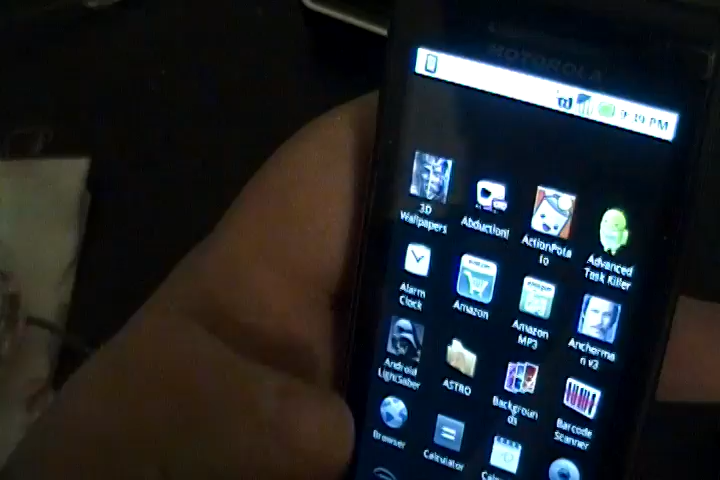 MOTOROLA
9:39 PM
3D
Wallpapers
Abduction!
ActionPota
to
Advanced
Task Killer
Alarm
Clock
Amazon
Amazon
MP3
Anchorma
n v3
Android
LightSaber
ASTRO
Backgroun
ds
Barcode
Scanner
Browser
Calculator